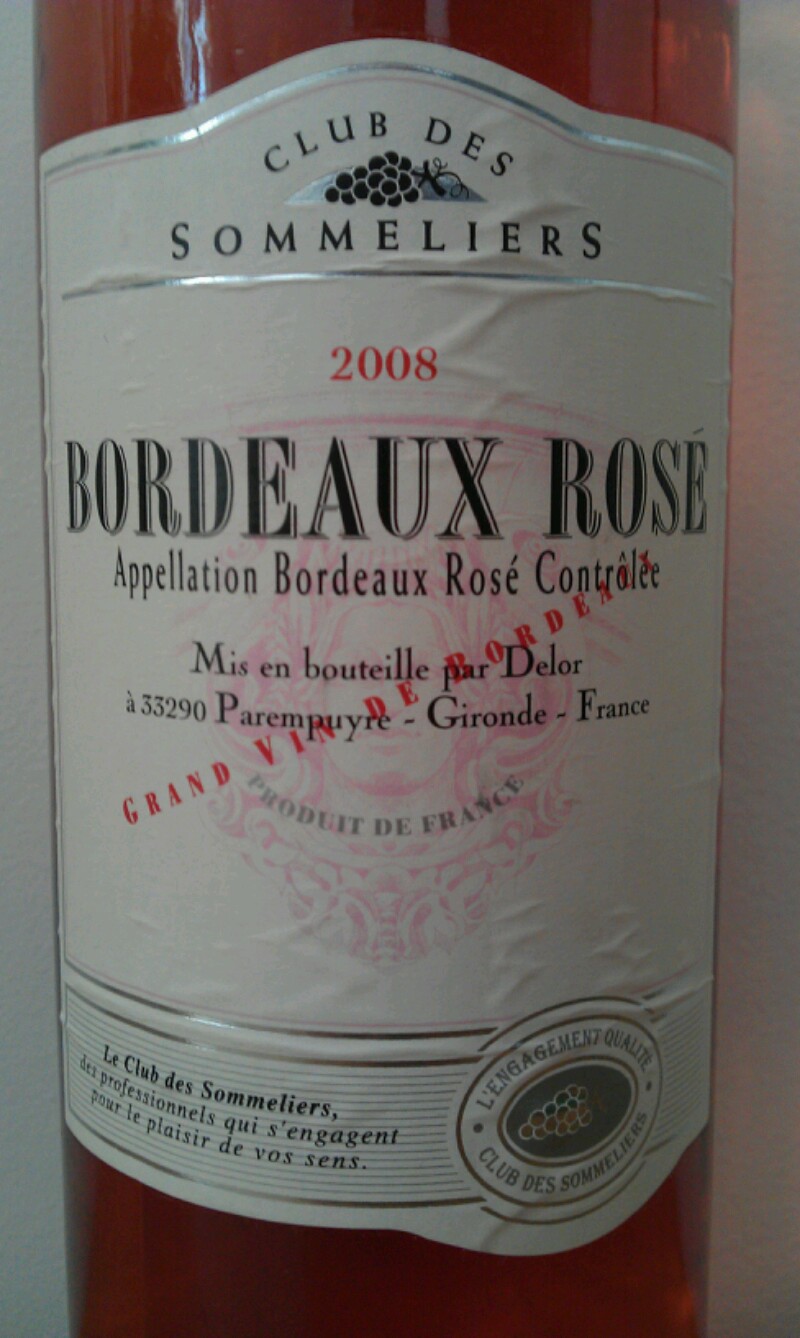 CLUB DES
SOMMELIERS
2008
BORDEAUX ROSÉ
Appellation Bordeaux Rosé Contrôlée
Mis en bouteille par Delor
à 33290 Parempuyre - Gironde - France
GRAND VIN DE BORDEAUX
PRODUIT DE FRANCE
Le Club des Sommeliers,
des professionnels qui s'engagent
pour le plaisir de vos sens.
L'ENGAGEMENT QUALITÉ
CLUB DES SOMMELIERS